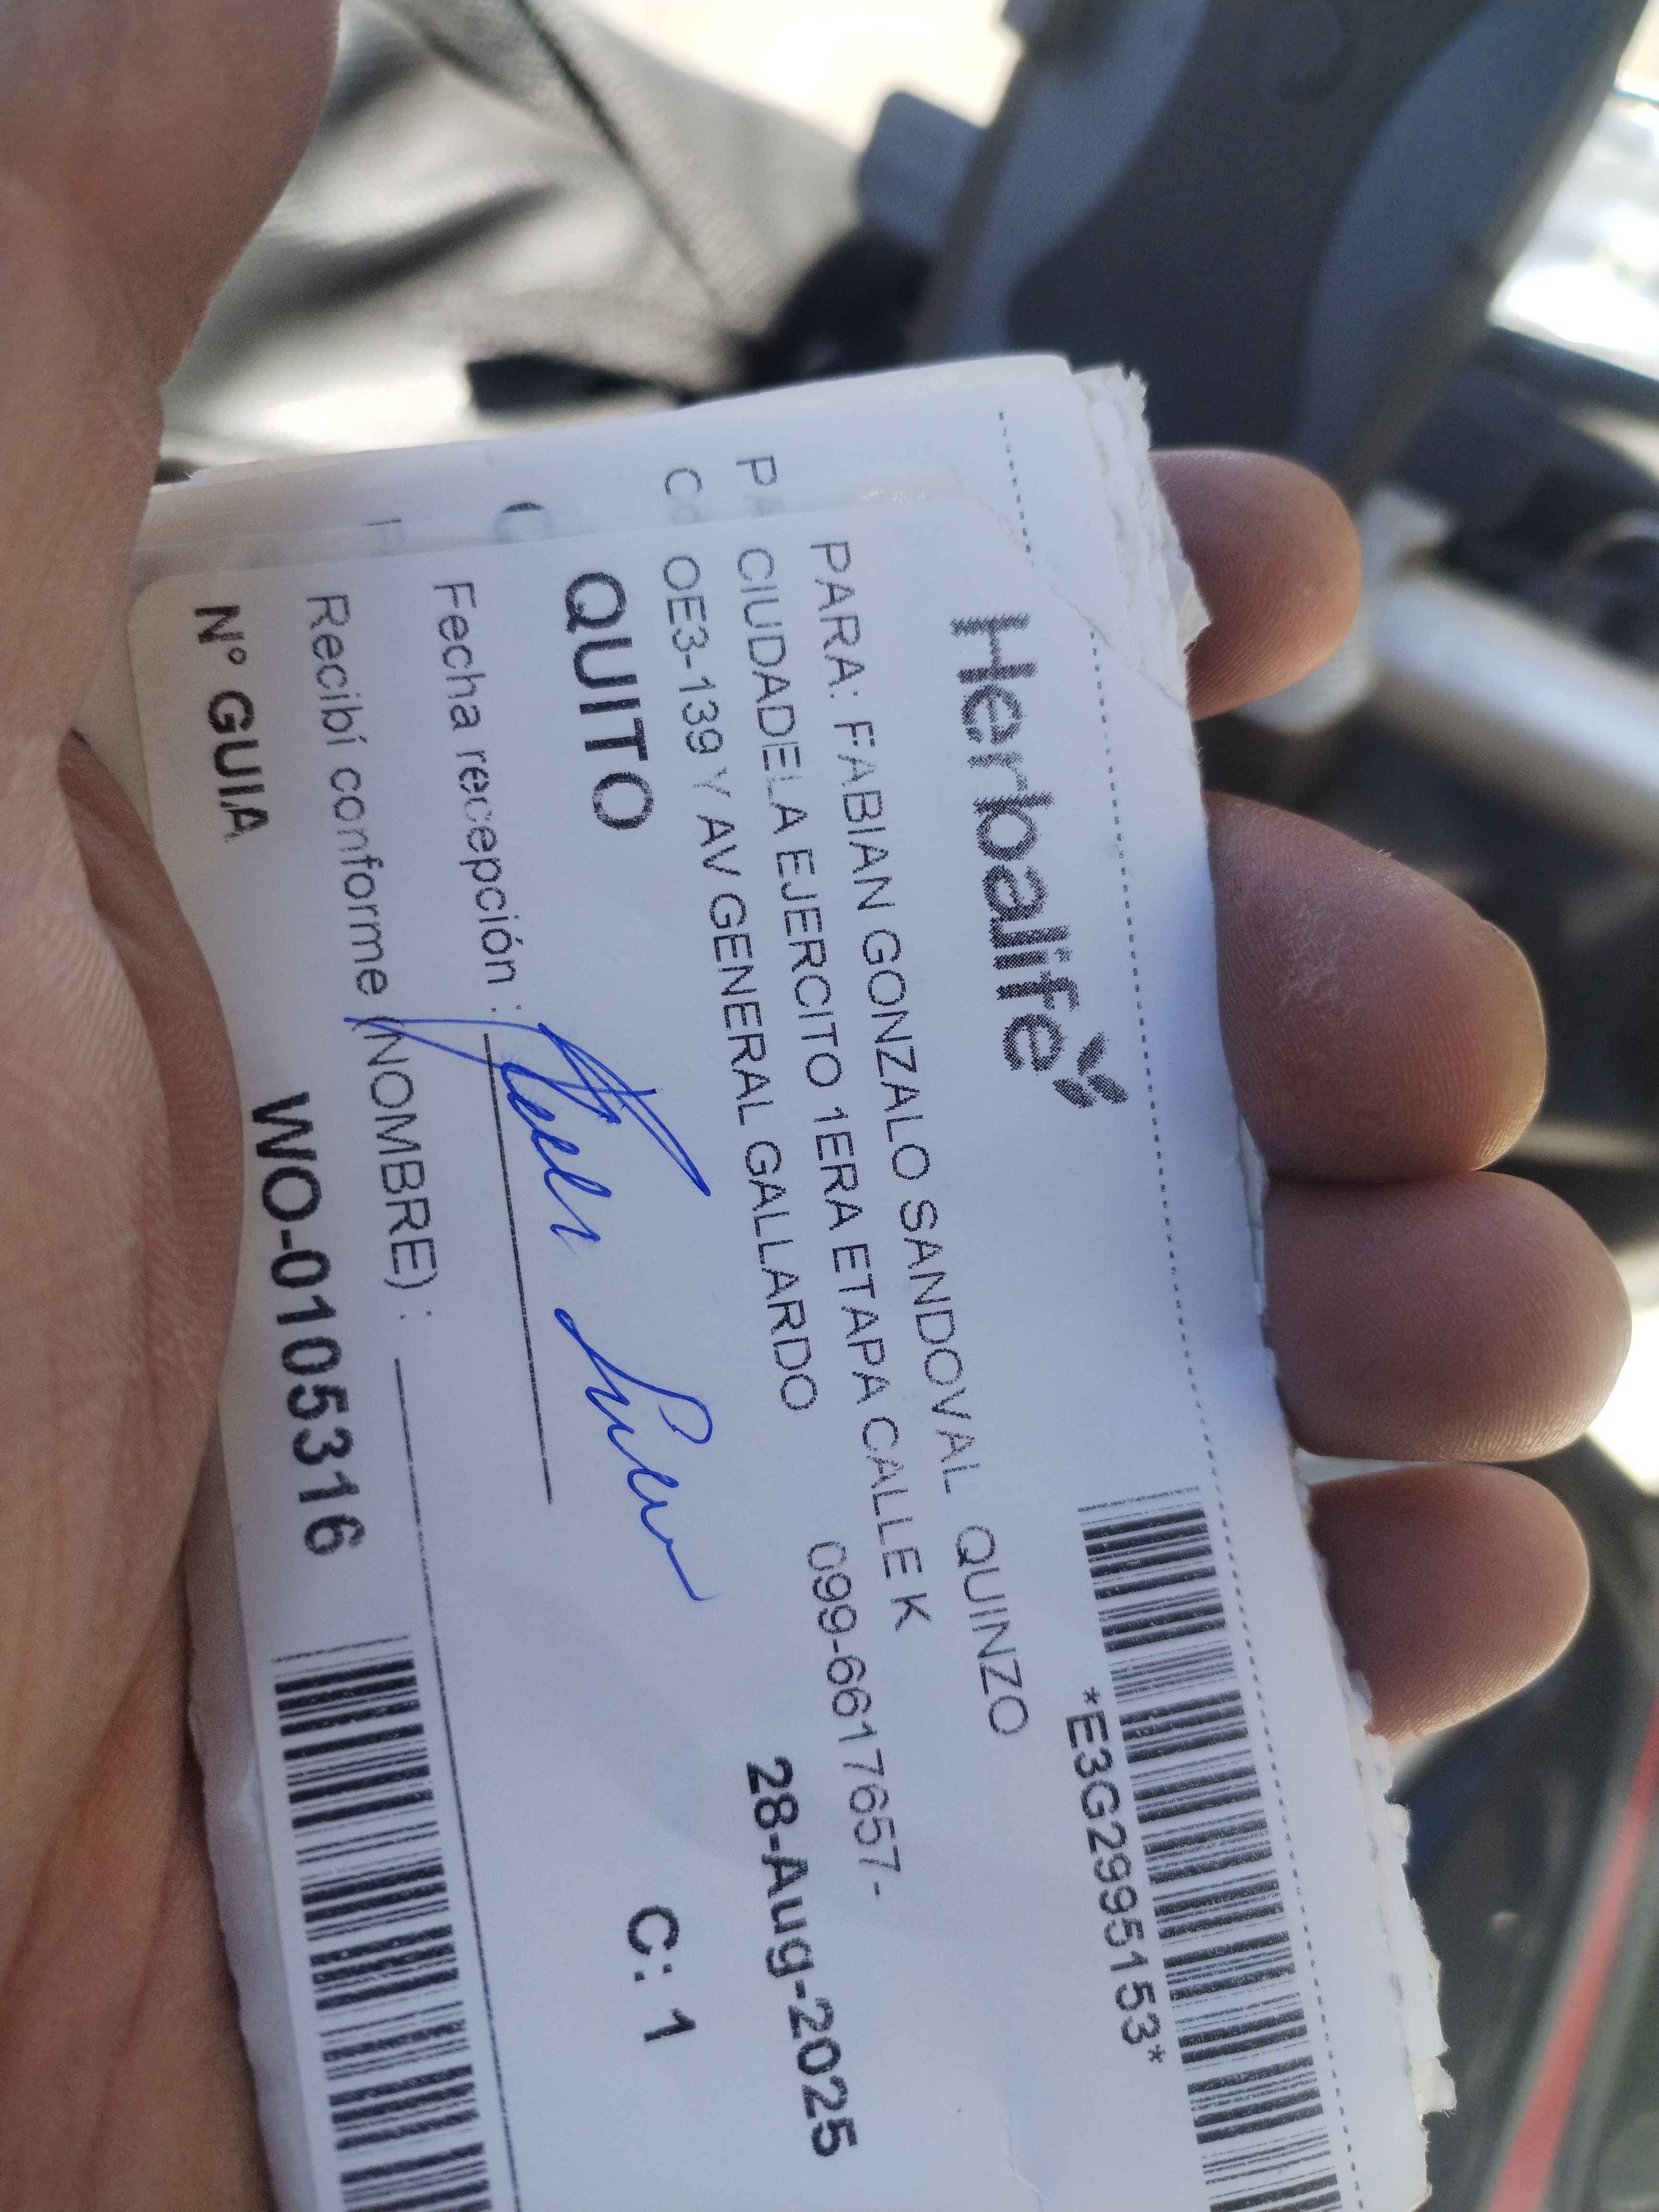 Herbalife
*E3G2995153*
PARA: FABIAN GONZALO SANDOVAL QUINZO
CIUDADELA EJERCITO 1ERA ETAPA CALLE K
OE3-139 Y AV GENERAL GALLARDO
099-6617657-
28-Aug-2025
QUITO
C: 1
Fecha recepción :
Recibí conforme (NOMBRE) :
N° GUIA
WO-0105316